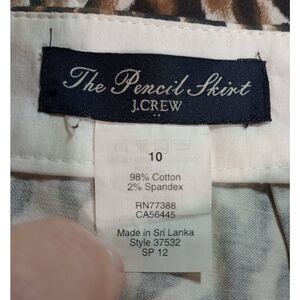 The Pencil Skirt
J.CREW
10
98% Cotton
2% Spandex
RN77388
CA56445
Made in Sri Lanka
Style 37532
SP 12